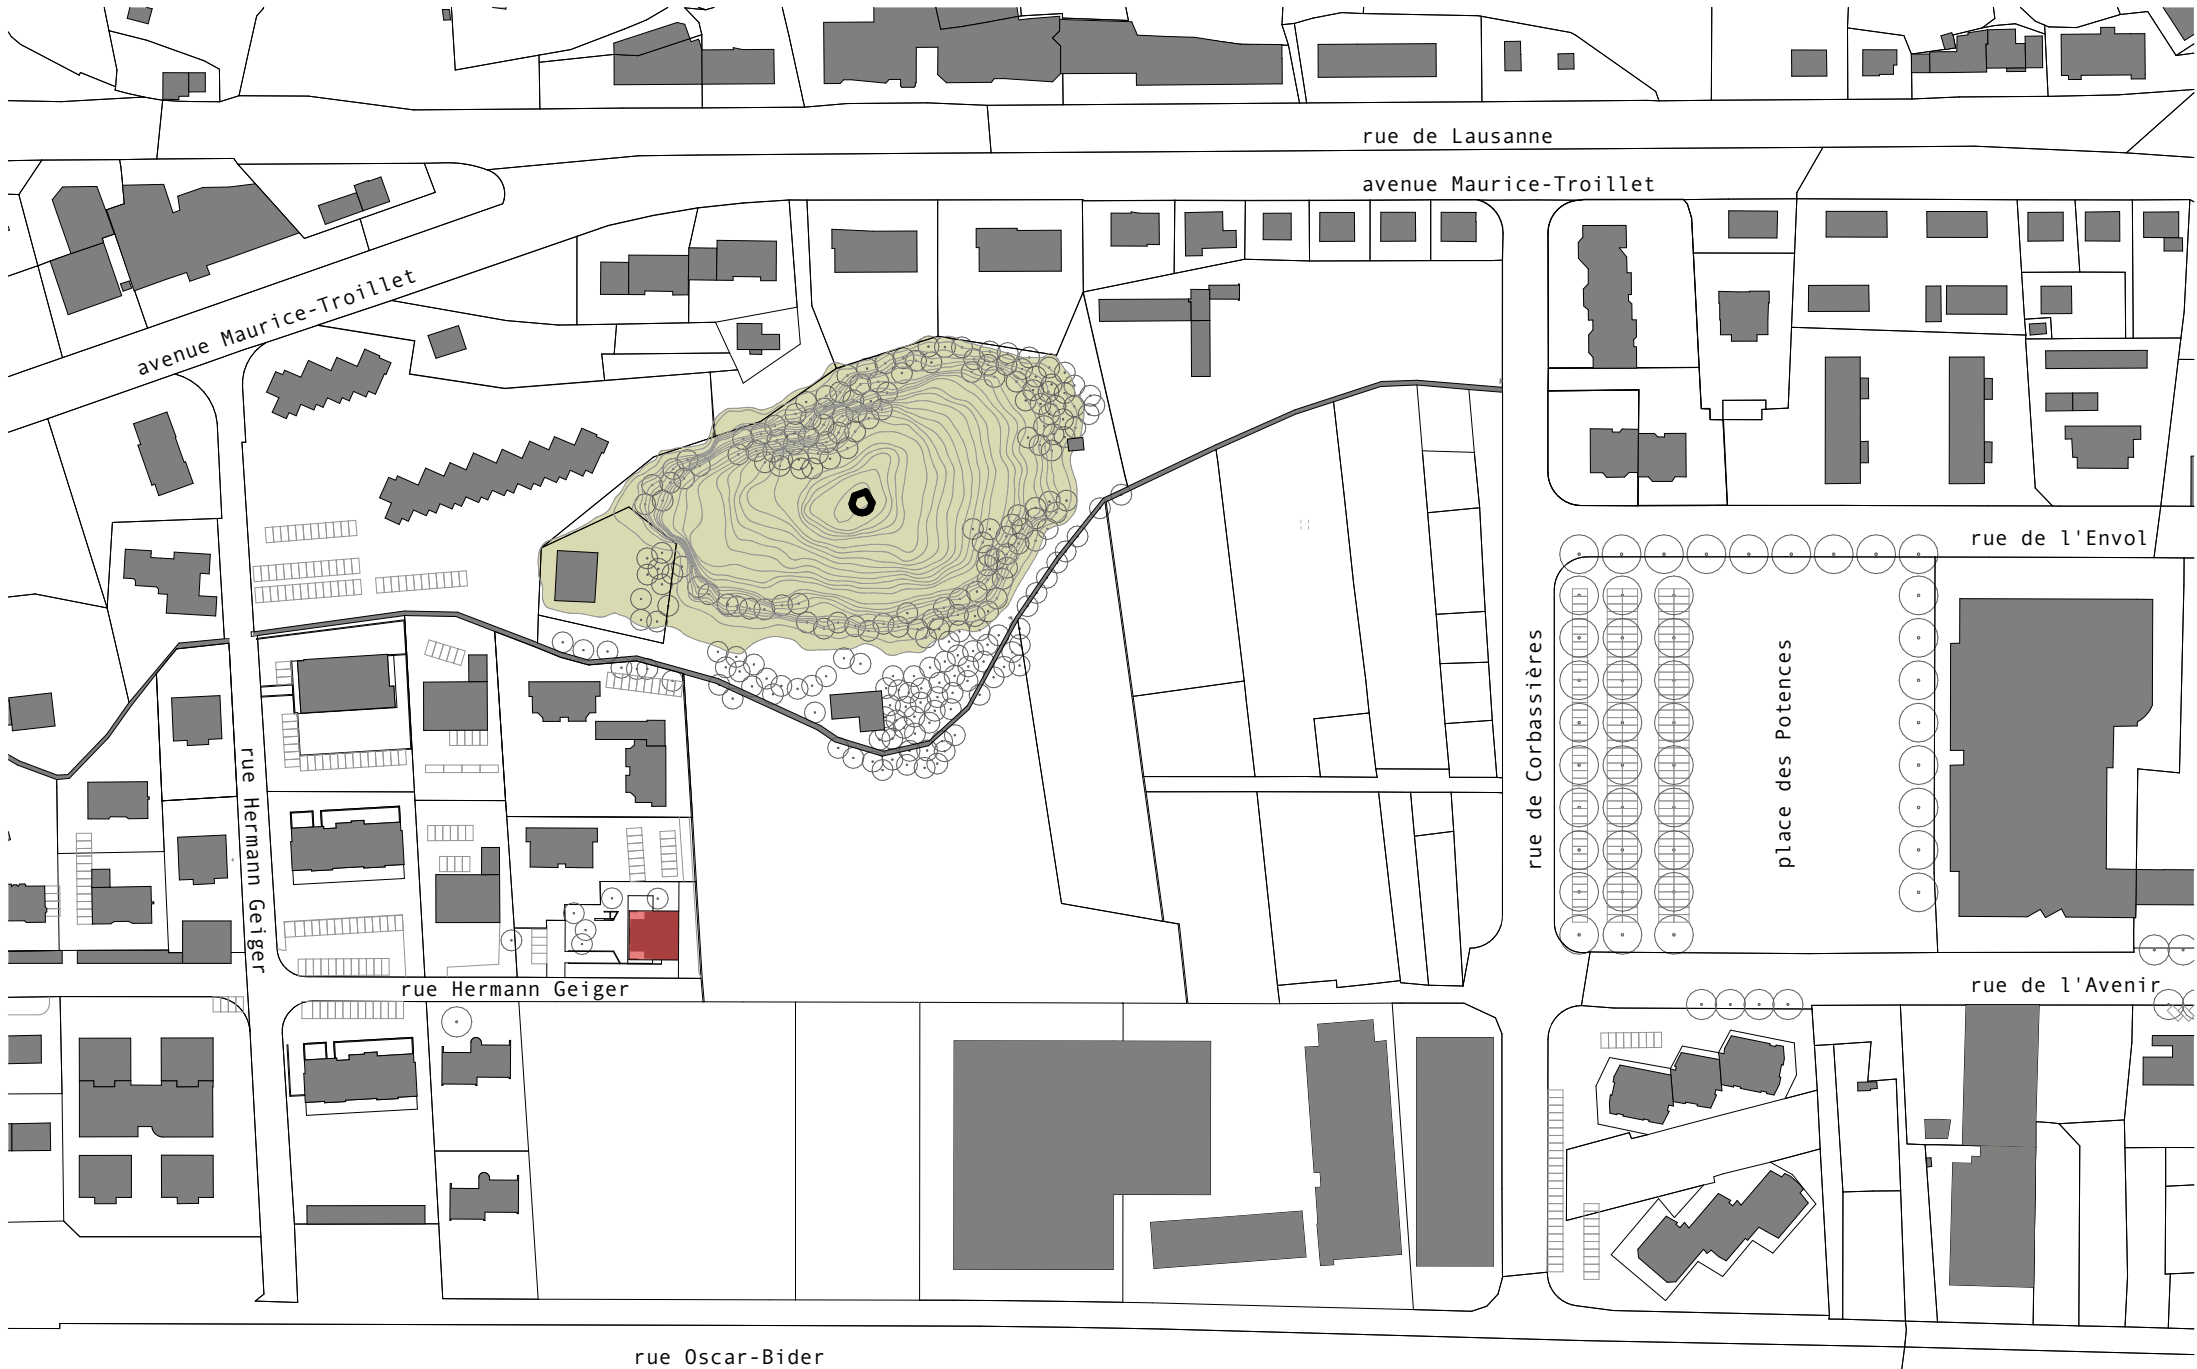 rue de Lausanne
avenue Maurice-Troillet
avenue Maurice-Troillet
rue de l'Envol
rue de Corbassières
place des Potences
rue Hermann Geiger
rue Hermann Geiger
rue de l'Avenir
rue Oscar-Bider